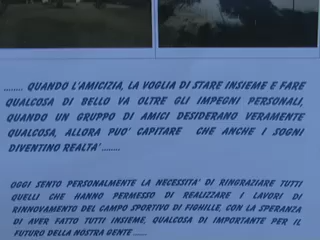 ........ QUANDO L'AMICIZIA, LA VOGLIA DI STARE INSIEME E FARE
QUALCOSA DI BELLO VA OLTRE GLI IMPEGNI PERSONALI,
QUANDO UN GRUPPO DI AMICI DESIDERANO VERAMENTE
QUALCOSA, ALLORA PUO' CAPITARE CHE ANCHE I SOGNI
DIVENTINO REALTA' ........
OGGI SENTO PERSONALMENTE LA NECESSITA' DI RINGRAZIARE TUTTI
QUELLI CHE HANNO PERMESSO DI REALIZZARE I LAVORI DI
RINNOVAMENTO DEL CAMPO SPORTIVO DI FIGHILLE, CON LA SPERANZA
DI AVER FATTO TUTTI INSIEME, QUALCOSA DI IMPORTANTE PER IL
FUTURO DELLA NOSTRA GENTE ......